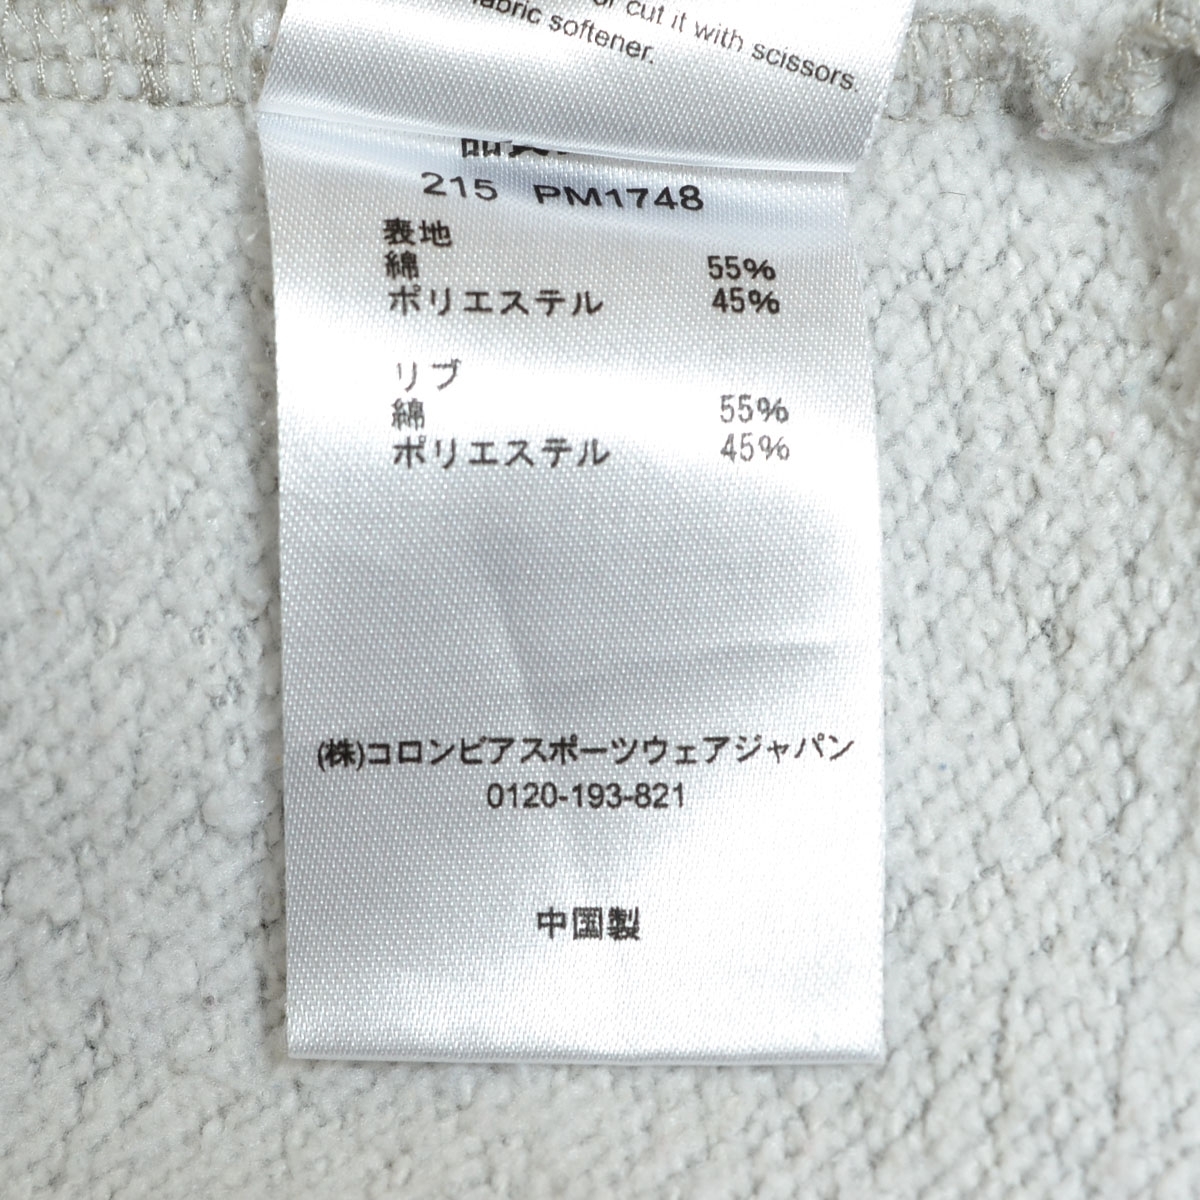 cut it with scissors.
fabric softener.
215 PM1748
表地
綿 55%
ポリエステル 45%
リブ
綿 55%
ポリエステル 45%
(株)コロンビアスポーツウェアジャパン
0120-193-821
中国製